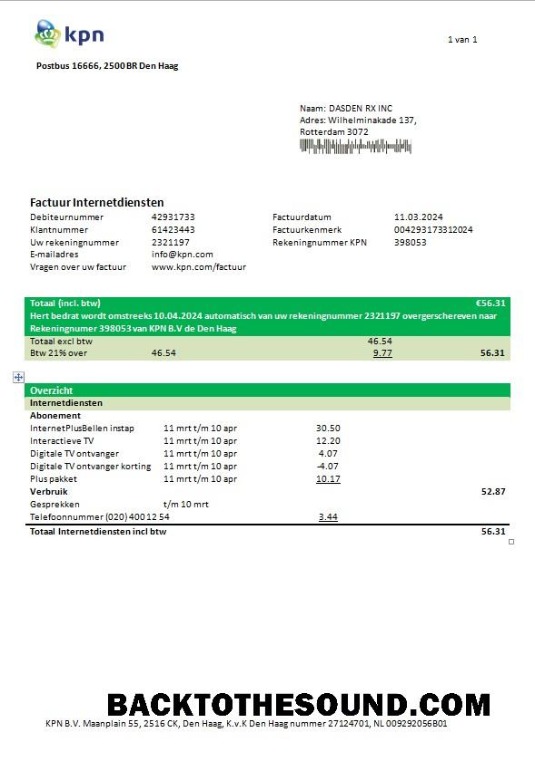 kpn
1 van 1
Postbus 16666, 2500BR Den Haag
Naam: DASDEN RX INC
Adres: Wilhelminakade 137,
Rotterdam 3072
Factuur Internetdiensten
Debiteurnummer 42931733 Factuurdatum 11.03.2024
Klantnummer 61423443 Factuurkenmerk 004293173312024
Uw rekeningnummer 2321197 Rekeningnummer KPN 398053
E-mailadres info@kpn.com
Vragen over uw factuur www.kpn.com/factuur
Totaal (incl. btw) €56.31
Hert bedrat wordt omstreeks 10.04.2024 automatisch van uw rekeningnummer 2321197 overgerschereven naar
Rekeningnumer 398053 van KPN B.V de Den Haag
Totaal excl btw 46.54
Btw 21% over 46.54 9.77 56.31
Overzicht
Internetdiensten
Abonement
InternetPlusBellen instap 11 mrt t/m 10 apr 30.50
Interactieve TV 11 mrt t/m 10 apr 12.20
Digitale TV ontvanger 11 mrt t/m 10 apr 4.07
Digitale TV ontvanger korting 11 mrt t/m 10 apr -4.07
Plus pakket 11 mrt t/m 10 apr 10.17
Verbruik 52.87
Gesprekken t/m 10 mrt
Telefoonnummer (020) 400 12 54 3.44
Totaal Internetdiensten incl btw 56.31
BACKTOTHESOUND.COM
KPN B.V. Maanplain 55, 2516 CK, Den Haag, K.v.K Den Haag nummer 27124701, NL 009292056B01